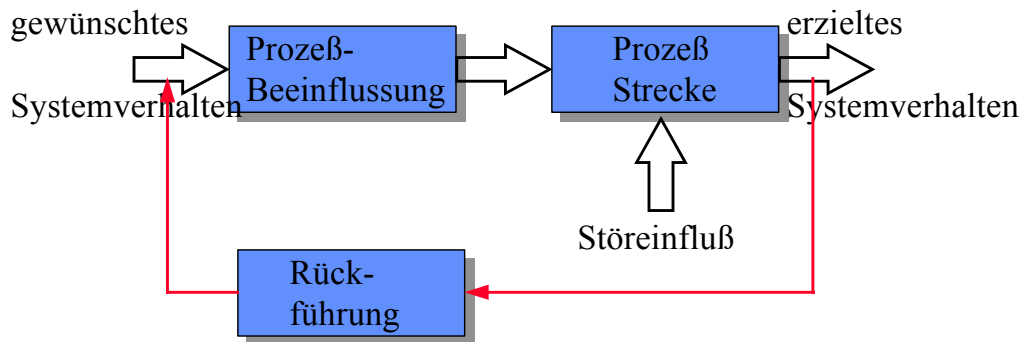 gewünschtes
Systemverhalten
Prozeß-
Beeinflussung
Prozeß
Strecke
erzieltes
Systemverhalten
Störeinfluß
Rück-
führung